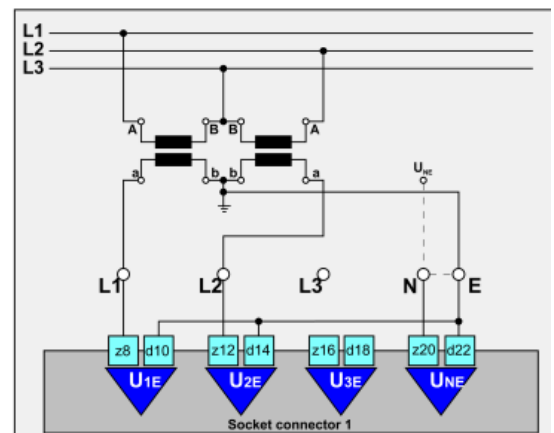 L1
L2
L3
A B B A
a b b a
U_NE
L1 L2 L3 N E
z8 d10 z12 d14 z16 d18 z20 d22
U1E U2E U3E UNE
Socket connector 1